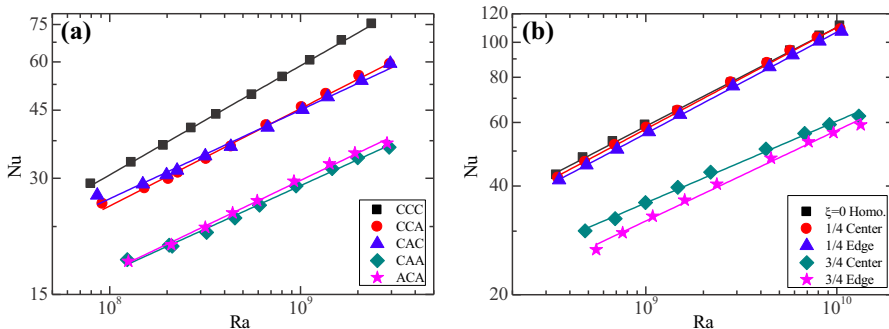 (a)
75
60
45
30
15
Nu
10^8
10^9
Ra
CCC
CCA
CAC
CAA
ACA
(b)
120
100
80
60
40
20
Nu
10^9
10^10
Ra
ξ=0 Homo.
1/4 Center
1/4 Edge
3/4 Center
3/4 Edge